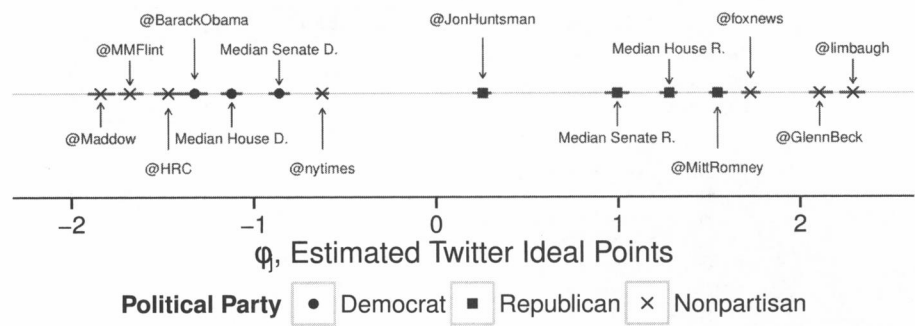 @BarackObama
@JonHuntsman
@foxnews
@MMFlint
Median Senate D.
Median House R.
@limbaugh
@Maddow
Median House D.
Median Senate R.
@GlennBeck
@HRC
@nytimes
@MittRomney
−2
−1
0
1
2
φj, Estimated Twitter Ideal Points
Political Party
Democrat
Republican
Nonpartisan